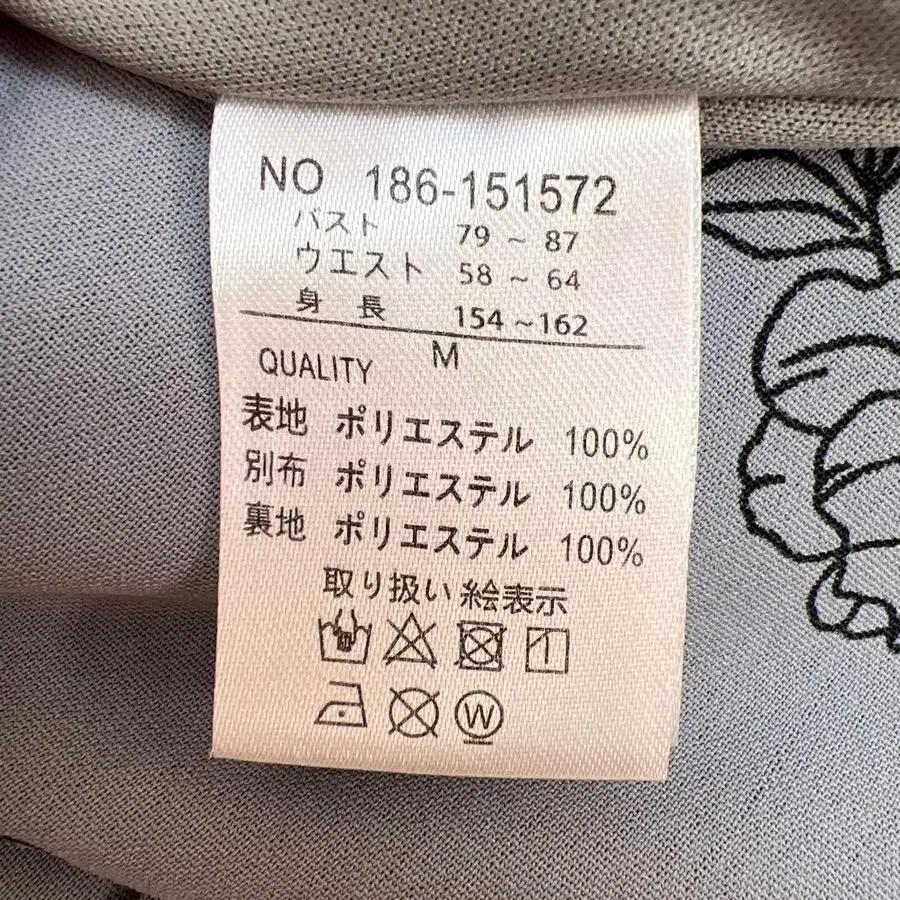 NO 186-151572
バスト 79 ~ 87
ウエスト 58 ~ 64
身 長 154 ~162
M
QUALITY
表地 ポリエステル 100%
別布 ポリエステル 100%
裏地 ポリエステル 100%
取り扱い 絵表示
W